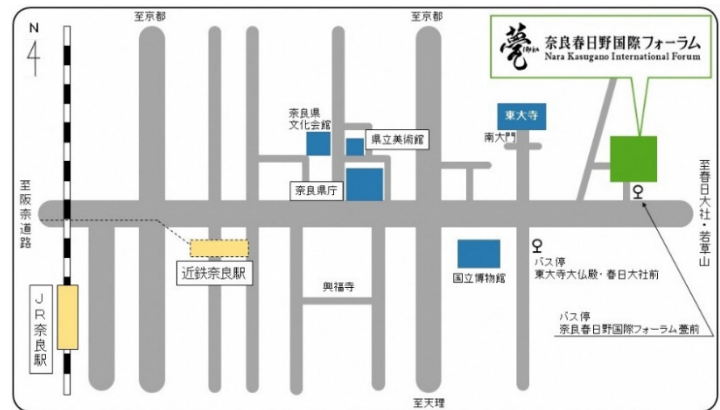 至京都
至京都
N
甍
IRAKA
奈良春日野国際フォーラム
Nara Kasugano International Forum
奈良県
文化会館
県立美術館
東大寺
南大門
奈良県庁
至阪奈道路
至春日大社・若草山
近鉄奈良駅
国立博物館
バス停
東大寺大仏殿・春日大社前
興福寺
JR奈良駅
バス停
奈良春日野国際フォーラム甍前
至天理